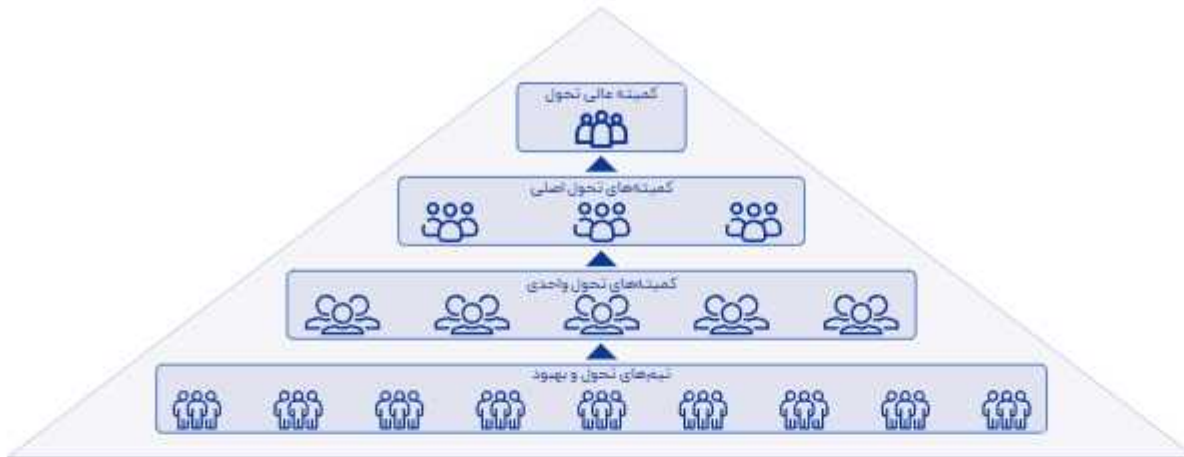 کمیته عالی تحول
کمیته‌های تحول اصلی
کمیته‌های تحول واحدی
تیم‌های تحول و بهبود